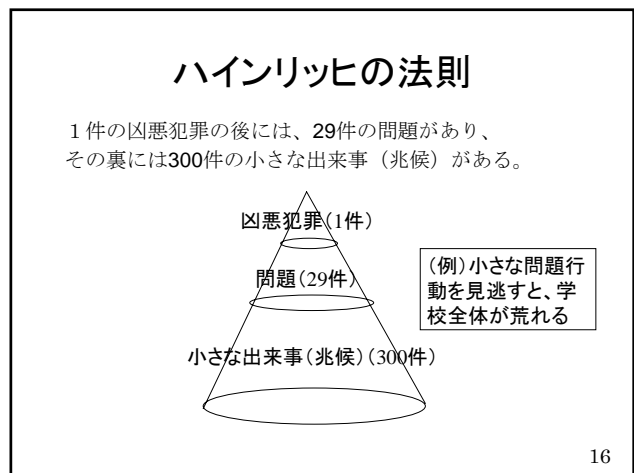 ハインリッヒの法則
１件の凶悪犯罪の後には、29件の問題があり、
その裏には300件の小さな出来事（兆候）がある。
凶悪犯罪（1件）
問題（29件）
（例）小さな問題行
動を見逃すと、学
校全体が荒れる
小さな出来事（兆候）（300件）
16